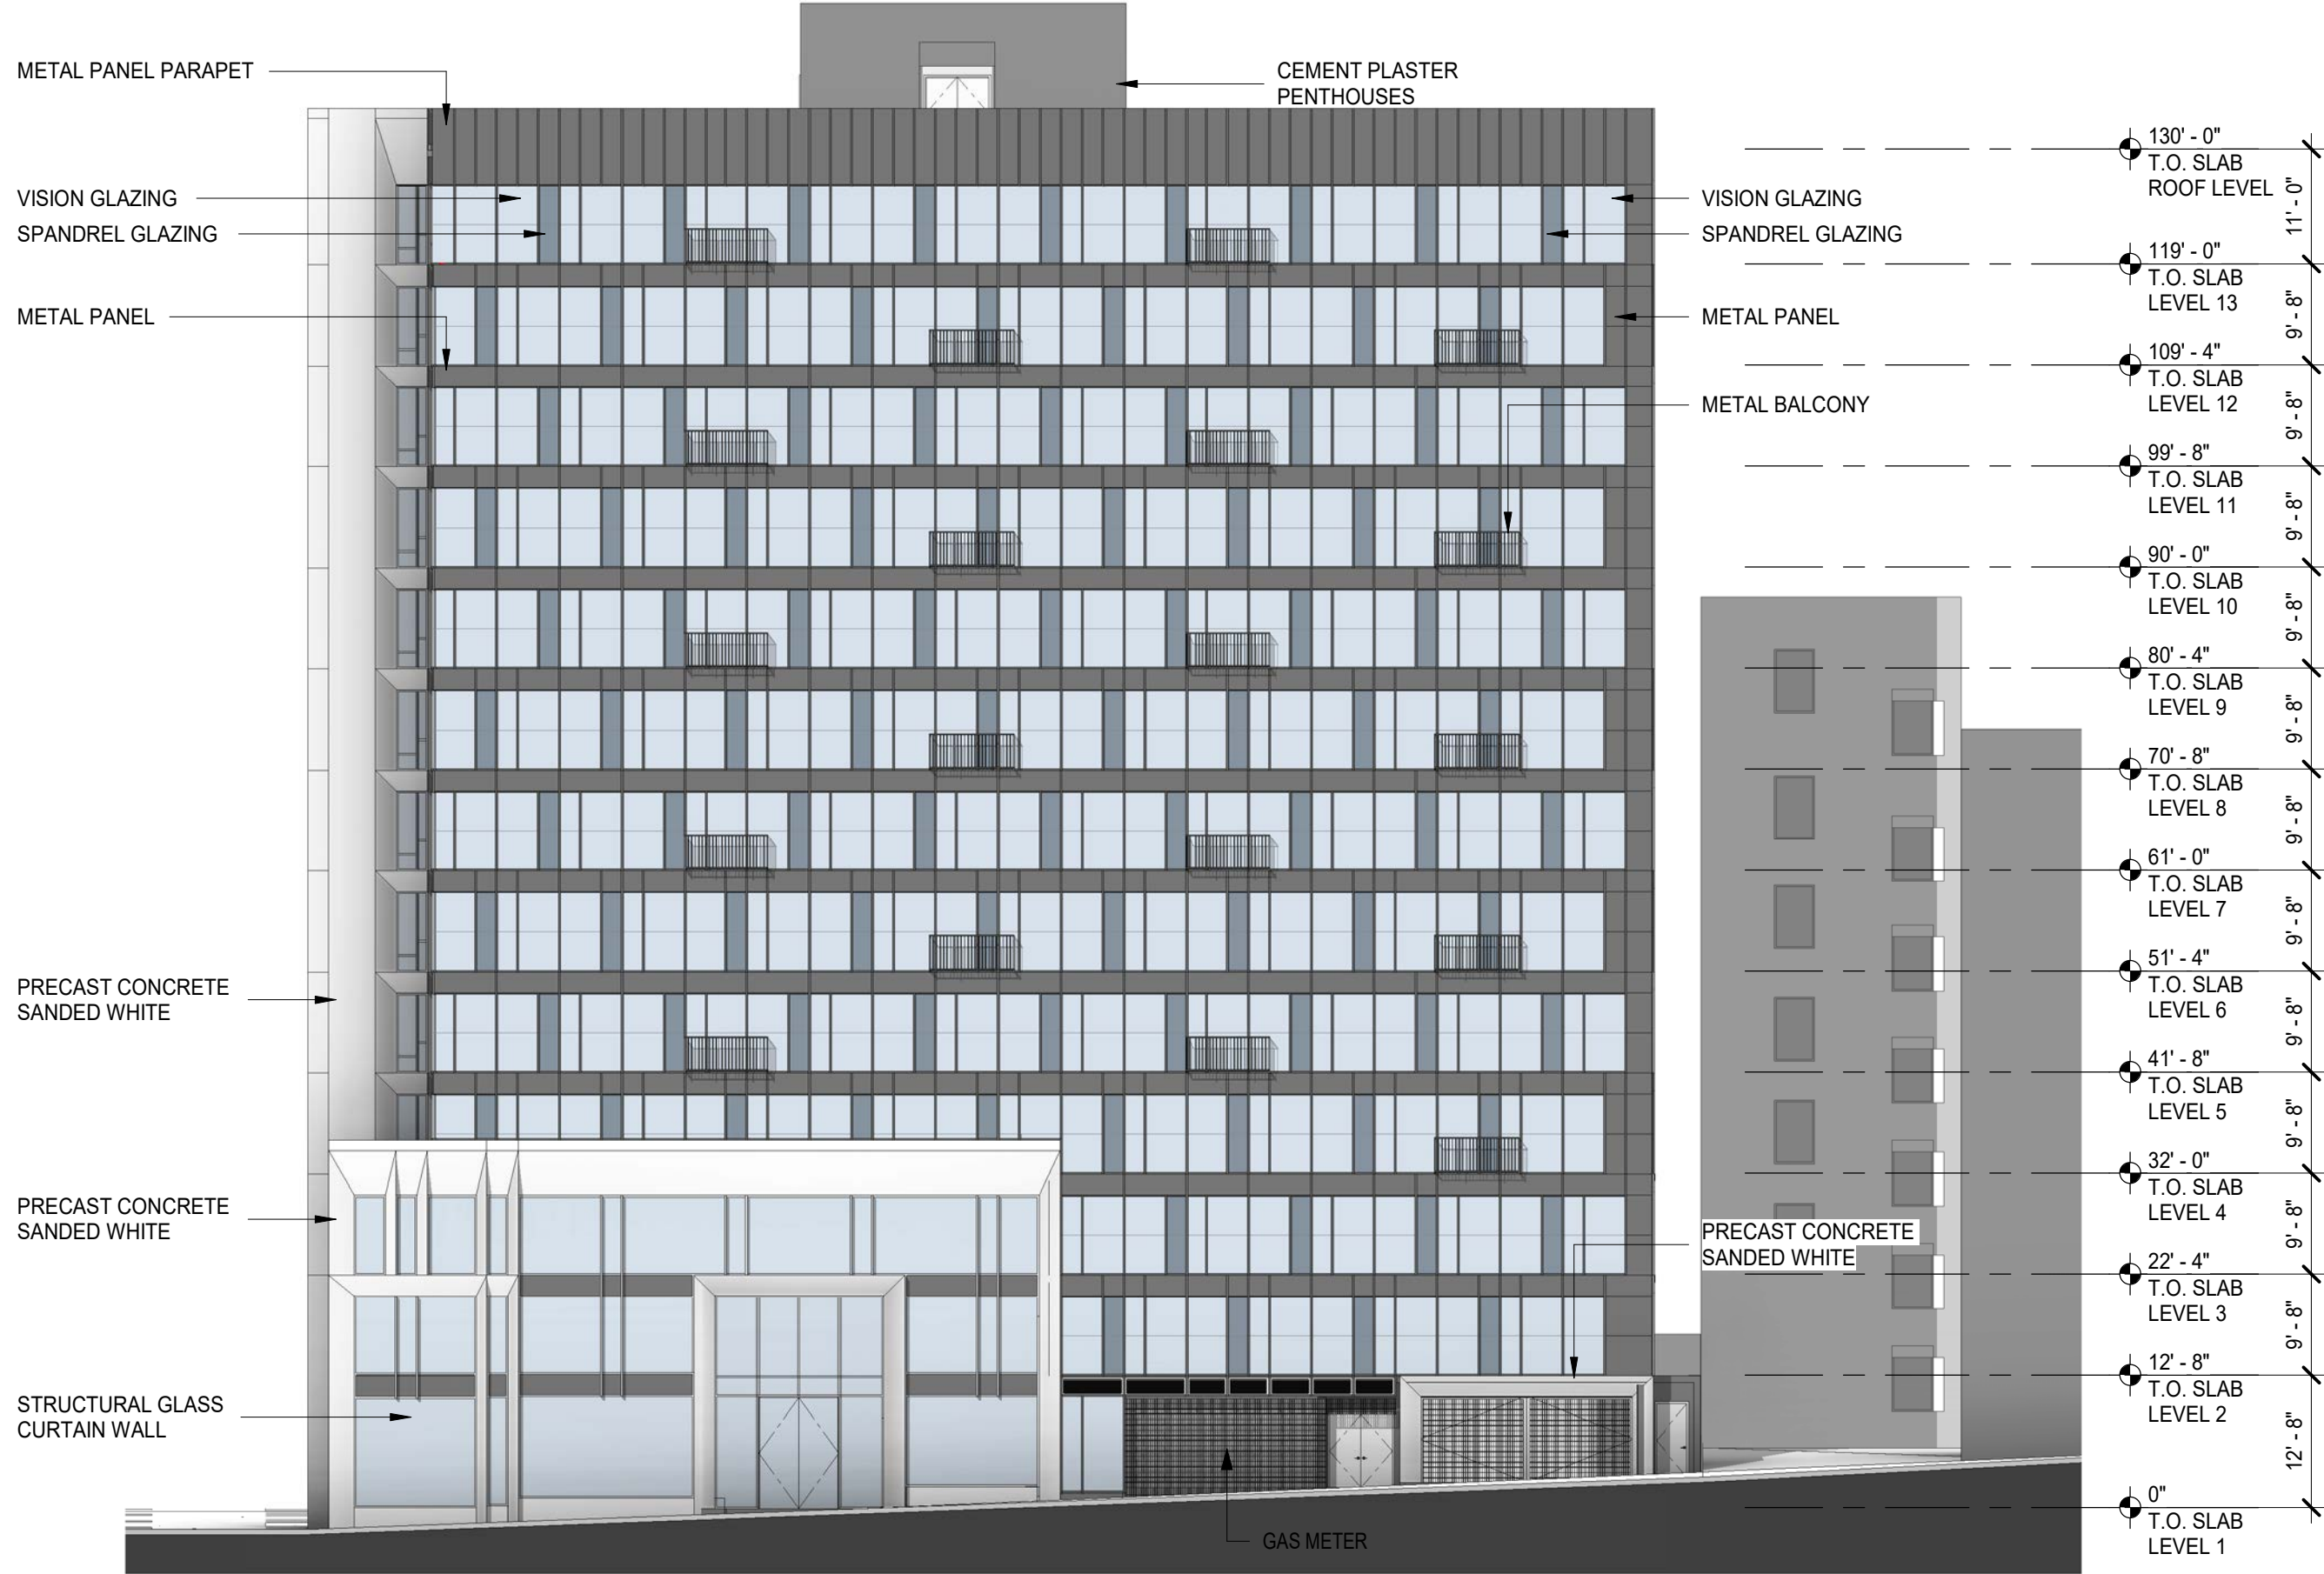 METAL PANEL PARAPET
VISION GLAZING
SPANDREL GLAZING
METAL PANEL
PRECAST CONCRETE
SANDED WHITE
PRECAST CONCRETE
SANDED WHITE
STRUCTURAL GLASS
CURTAIN WALL
CEMENT PLASTER
PENTHOUSES
VISION GLAZING
SPANDREL GLAZING
METAL PANEL
METAL BALCONY
PRECAST CONCRETE
SANDED WHITE
GAS METER
130' - 0"
T.O. SLAB
ROOF LEVEL
11' - 0"
119' - 0"
T.O. SLAB
LEVEL 13
9' - 8"
109' - 4"
T.O. SLAB
LEVEL 12
9' - 8"
99' - 8"
T.O. SLAB
LEVEL 11
9' - 8"
90' - 0"
T.O. SLAB
LEVEL 10
9' - 8"
80' - 4"
T.O. SLAB
LEVEL 9
9' - 8"
70' - 8"
T.O. SLAB
LEVEL 8
9' - 8"
61' - 0"
T.O. SLAB
LEVEL 7
9' - 8"
51' - 4"
T.O. SLAB
LEVEL 6
9' - 8"
41' - 8"
T.O. SLAB
LEVEL 5
9' - 8"
32' - 0"
T.O. SLAB
LEVEL 4
9' - 8"
22' - 4"
T.O. SLAB
LEVEL 3
9' - 8"
12' - 8"
T.O. SLAB
LEVEL 2
12' - 8"
0"
T.O. SLAB
LEVEL 1